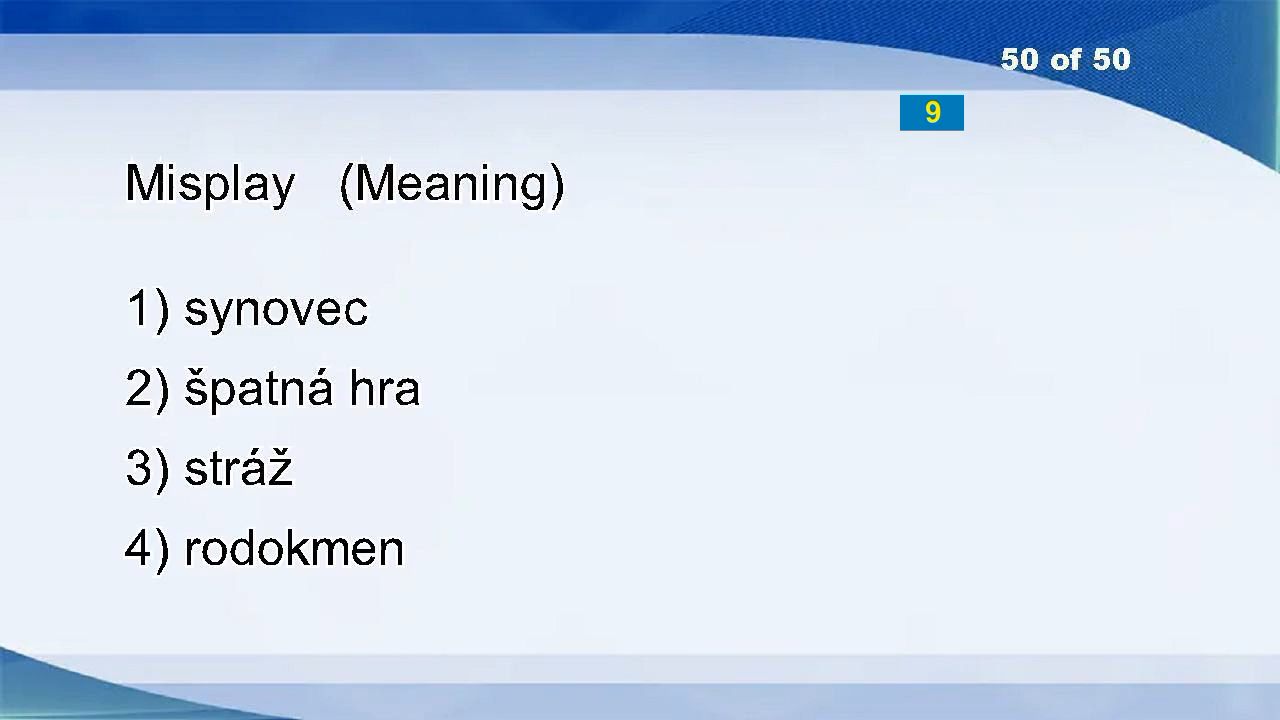 50 of 50
9
Misplay (Meaning)
1) synovec
2) špatná hra
3) stráž
4) rodokmen